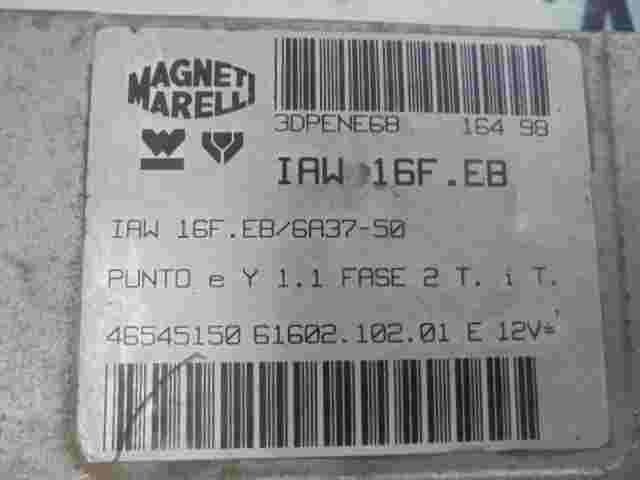 MAGNETI
MARELLI
3DPENE68 164 98
IAW 16F.EB
IAW 16F.EB/6A37-50
PUNTO e Y 1.1 FASE 2 T. i T.
46545150 61602.102.01 E 12V*